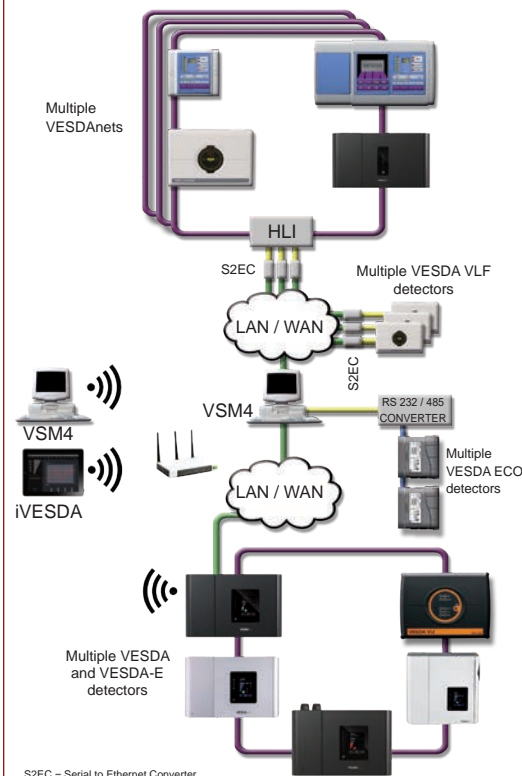 Multiple
VESDAnets
HLI
S2EC
Multiple VESDA VLF
detectors
LAN / WAN
S2EC
VSM4
VSM4
RS 232 / 485
CONVERTER
iVESDA
Multiple
VESDA ECO
detectors
LAN / WAN
Multiple VESDA
and VESDA-E
detectors
S2EC – Serial to Ethernet Converter